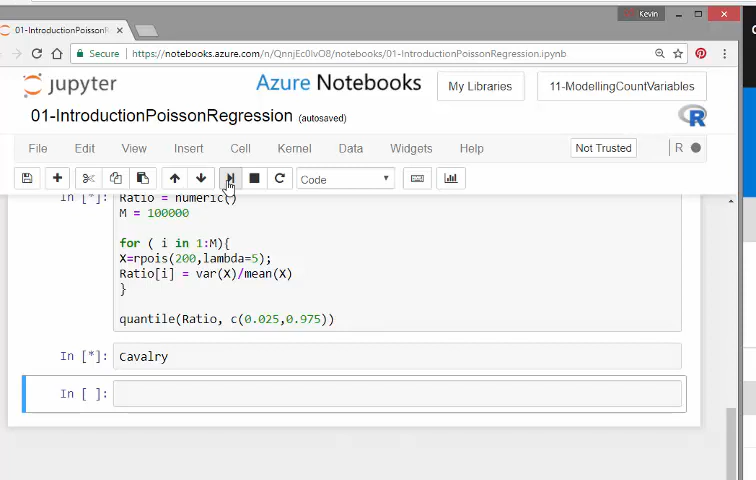 Kevin
01-IntroductionPoissonRegression
Secure
https://notebooks.azure.com/n/QnnjEc0lvO8/notebooks/01-IntroductionPoissonRegression.ipynb
jupyter
Azure Notebooks
My Libraries
11-ModellingCountVariables
01-IntroductionPoissonRegression (autosaved)
R
File Edit View Insert Cell Kernel Data Widgets Help
Not Trusted
R
Code
In [*]: Ratio = numeric()
M = 100000
for ( i in 1:M){
X=rpois(200,lambda=5);
Ratio[i] = var(X)/mean(X)
}
quantile(Ratio, c(0.025,0.975))
In [*]: Cavalry
In [ ]: